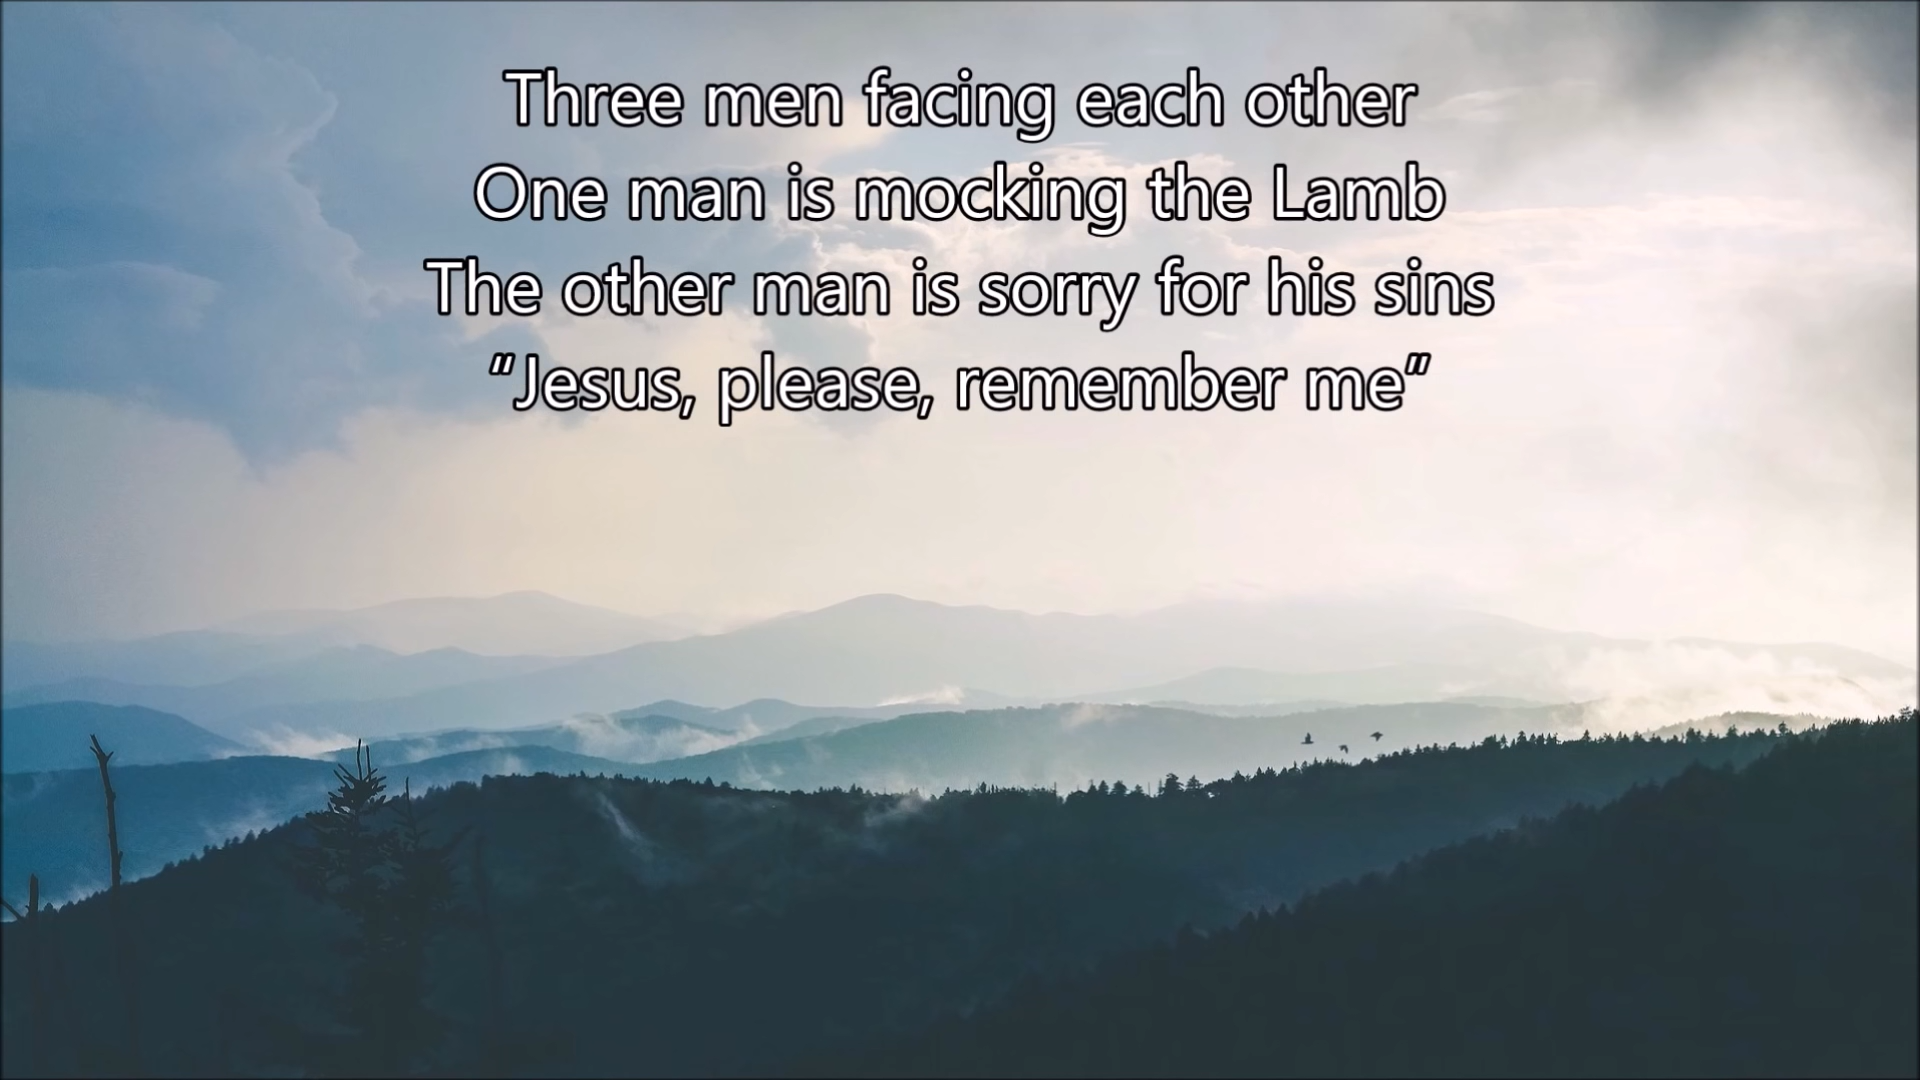 Three men facing each other
One man is mocking the Lamb
The other man is sorry for his sins
“Jesus, please, remember me”